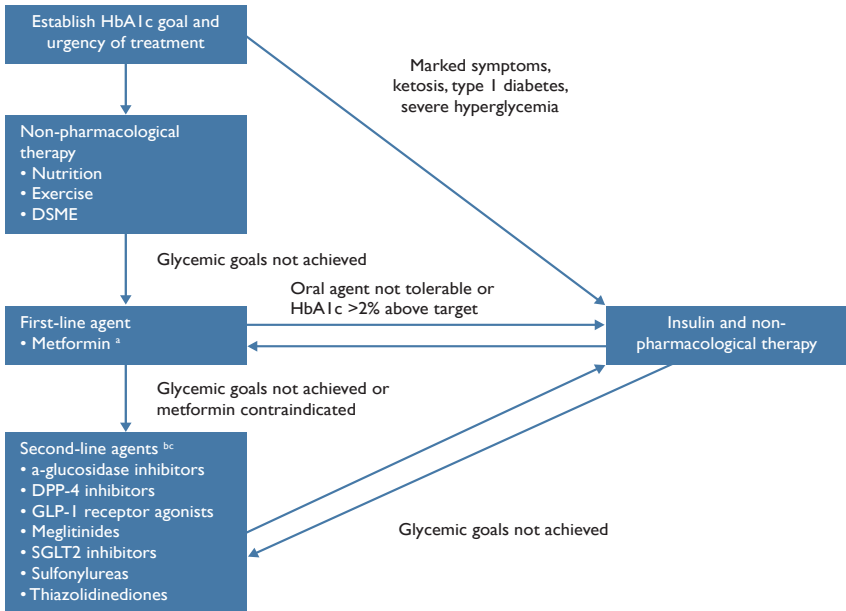 Establish HbA1c goal and
urgency of treatment
Marked symptoms,
ketosis, type 1 diabetes,
severe hyperglycemia
Non-pharmacological
therapy
• Nutrition
• Exercise
• DSME
Glycemic goals not achieved
Oral agent not tolerable or
HbA1c >2% above target
First-line agent
• Metformin a
Insulin and non-
pharmacological therapy
Glycemic goals not achieved or
metformin contraindicated
Second-line agents bc
• a-glucosidase inhibitors
• DPP-4 inhibitors
• GLP-1 receptor agonists
• Meglitinides
• SGLT2 inhibitors
• Sulfonylureas
• Thiazolidinediones
Glycemic goals not achieved